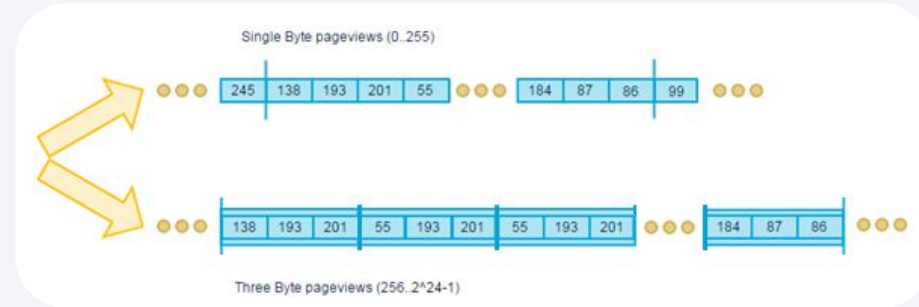 Single Byte pageviews (0..255)
245 138 193 201 55 184 87 86 99
138 193 201 55 193 201 55 193 201 184 87 86
Three Byte pageviews (256..2^24-1)